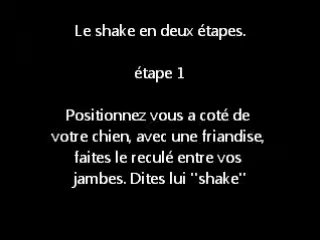 Le shake en deux étapes.
étape 1
Positionnez vous a coté de
votre chien, avec une friandise,
faites le reculé entre vos
jambes. Dites lui "shake"